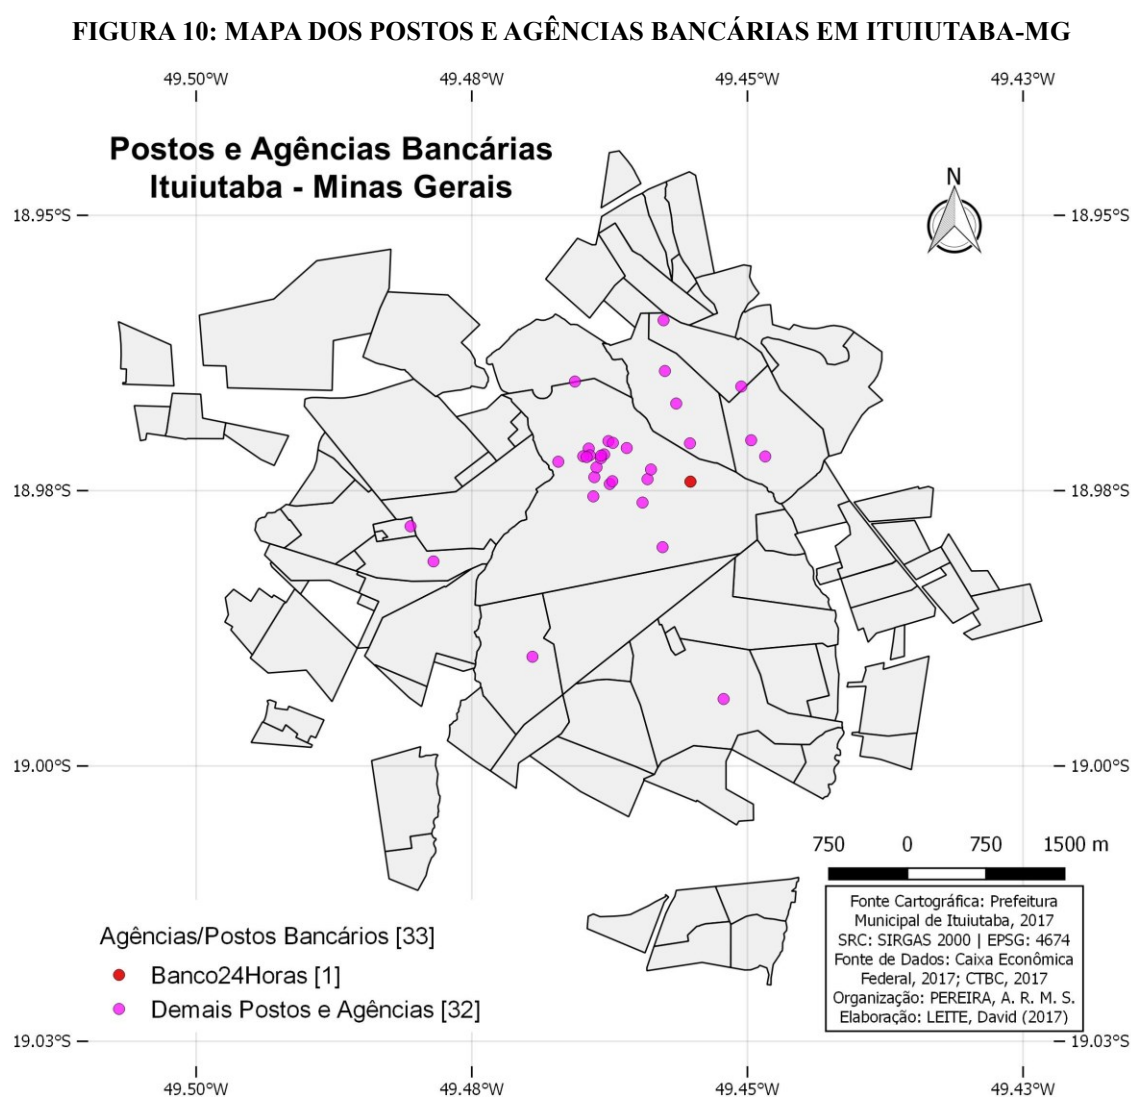 FIGURA 10: MAPA DOS POSTOS E AGÊNCIAS BANCÁRIAS EM ITUIUTABA-MG
49.50°W 49.48°W 49.45°W 49.43°W
Postos e Agências Bancárias
Ituiutaba - Minas Gerais
N
18.95°S 18.95°S
18.98°S 18.98°S
19.00°S 19.00°S
750 0 750 1500 m
Fonte Cartográfica: Prefeitura
Municipal de Ituiutaba, 2017
SRC: SIRGAS 2000 | EPSG: 4674
Fonte de Dados: Caixa Econômica
Federal, 2017; CTBC, 2017
Organização: PEREIRA, A. R. M. S.
Elaboração: LEITE, David (2017)
Agências/Postos Bancários [33]
Banco24Horas [1]
Demais Postos e Agências [32]
19.03°S 19.03°S
49.50°W 49.48°W 49.45°W 49.43°W